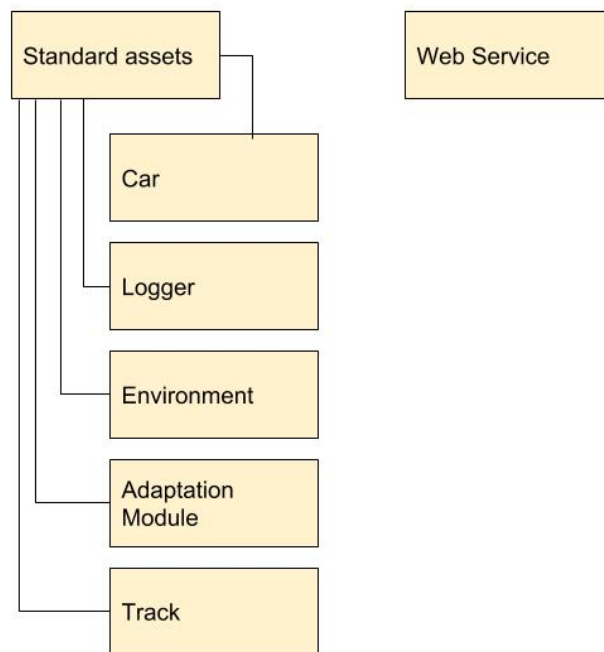 Standard assets
Web Service
Car
Logger
Environment
Adaptation
Module
Track